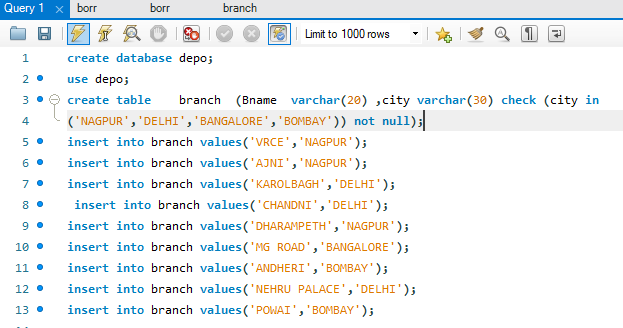 Query 1 borr borr branch
Limit to 1000 rows
1 create database depo;
2 use depo;
3 create table branch (Bname varchar(20) ,city varchar(30) check (city in
4 ('NAGPUR','DELHI','BANGALORE','BOMBAY')) not null);
5 insert into branch values('VRCE','NAGPUR');
6 insert into branch values('AJNI','NAGPUR');
7 insert into branch values('KAROLBAGH','DELHI');
8 insert into branch values('CHANDNI','DELHI');
9 insert into branch values('DHARAMPETH','NAGPUR');
10 insert into branch values('MG ROAD','BANGALORE');
11 insert into branch values('ANDHERI','BOMBAY');
12 insert into branch values('NEHRU PALACE','DELHI');
13 insert into branch values('POWAI','BOMBAY');